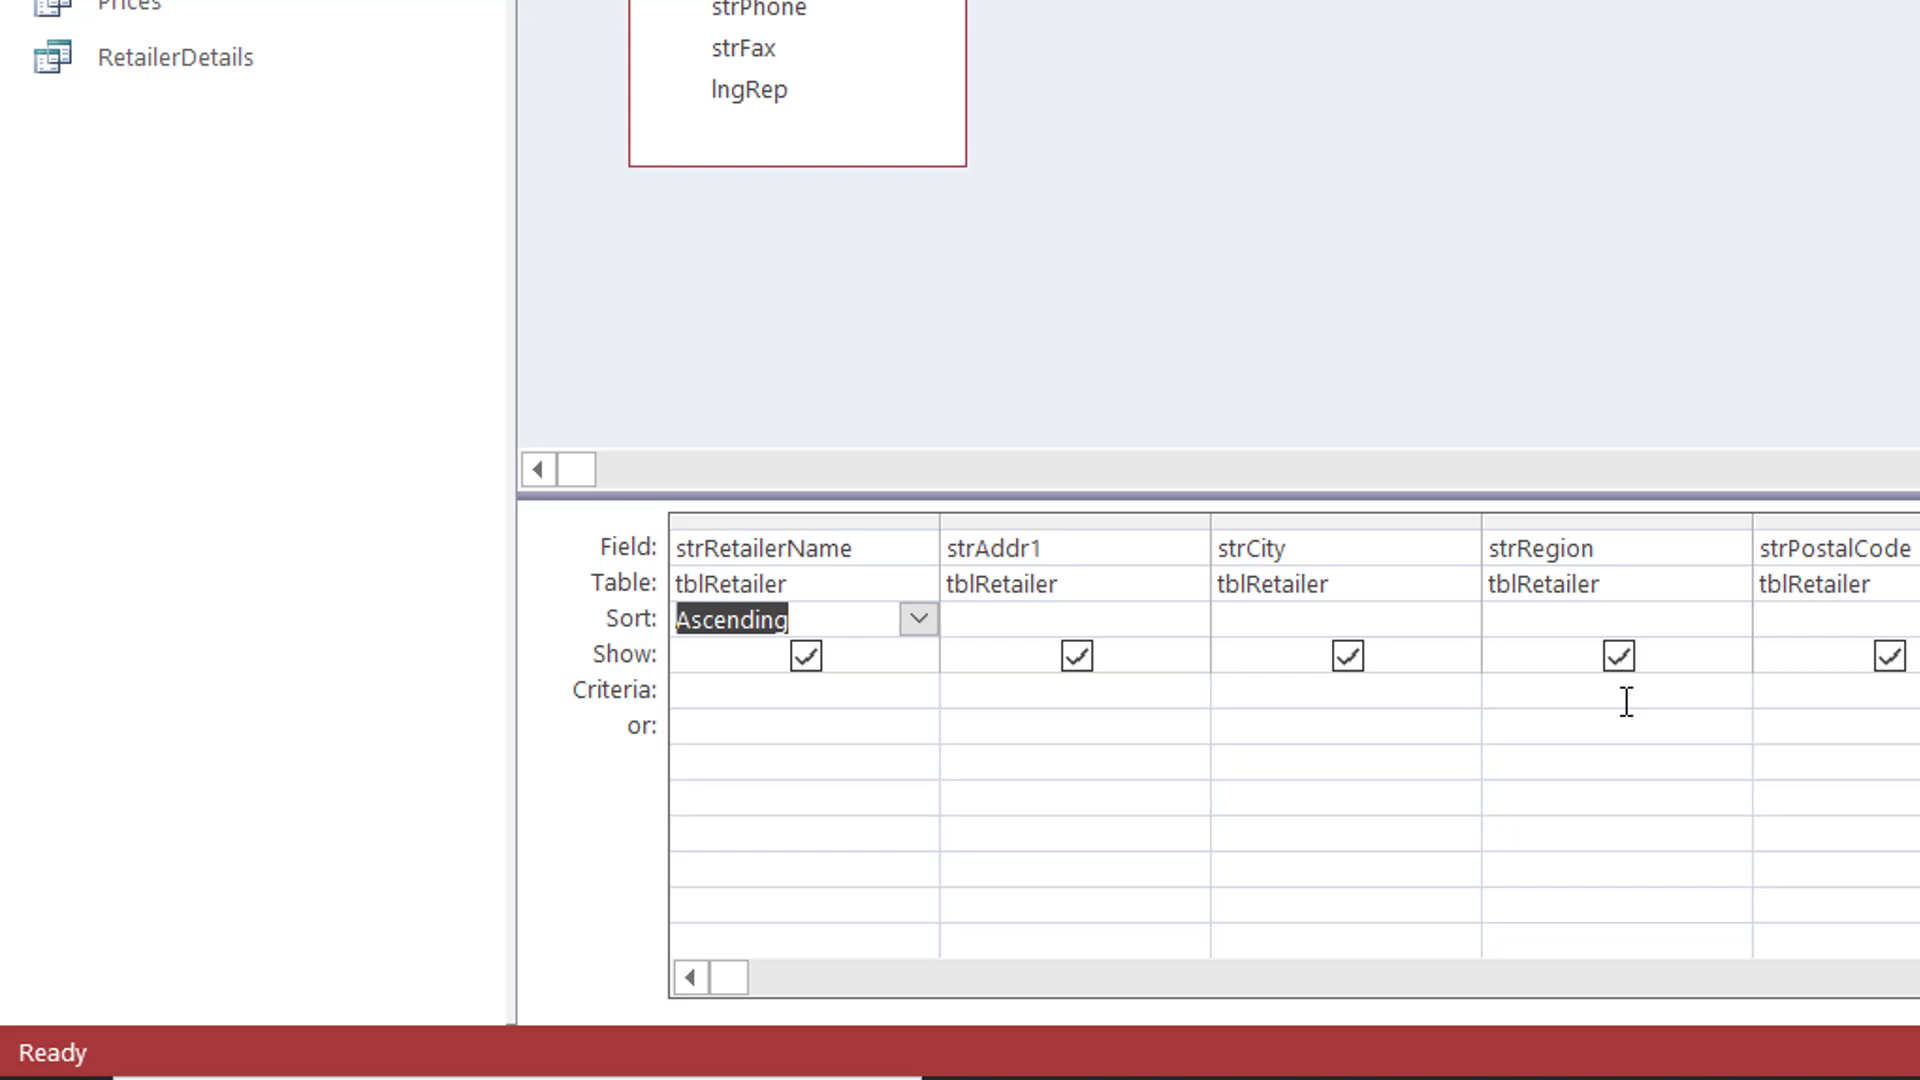 Prices
RetailerDetails
strPhone
strFax
lngRep
Field: strRetailerName strAddr1 strCity strRegion strPostalCode
Table: tblRetailer tblRetailer tblRetailer tblRetailer tblRetailer
Sort: Ascending
Show:
Criteria:
or:
Ready